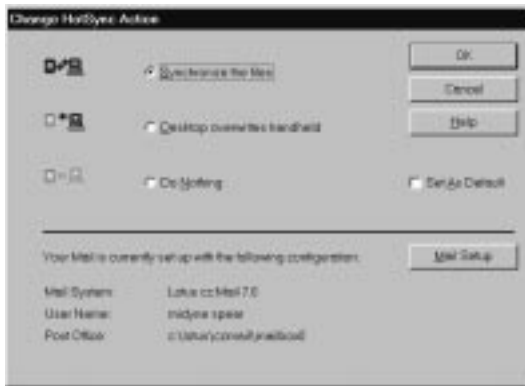 Change HotSync Action
Synchronize the files
Desktop overwrites handheld
Do Nothing
OK
Cancel
Help
Set As Default
Your Mail is currently set up with the following configuration:
Mail Setup
Mail System: Lotus cc:Mail 7.0
User Name: midyne spear
Post Office: